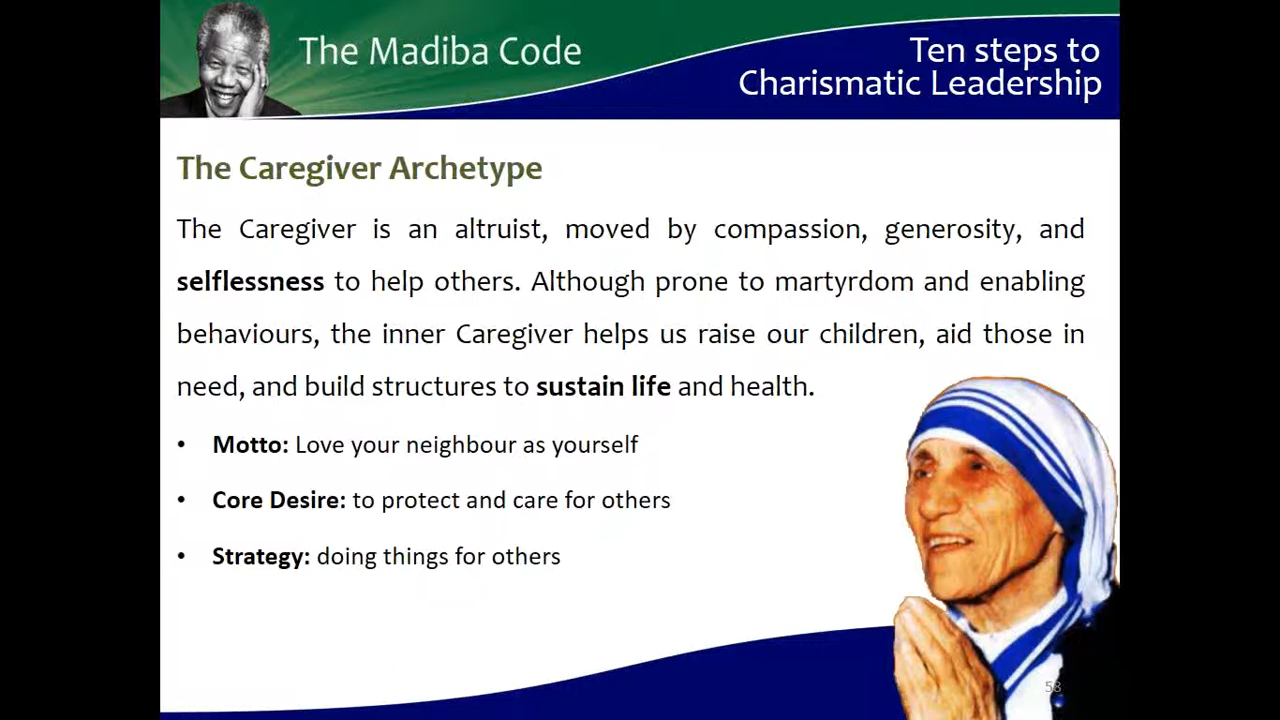 The Madiba Code
Ten steps to
Charismatic Leadership
The Caregiver Archetype
The Caregiver is an altruist, moved by compassion, generosity, and
selflessness to help others. Although prone to martyrdom and enabling
behaviours, the inner Caregiver helps us raise our children, aid those in
need, and build structures to sustain life and health.
• Motto: Love your neighbour as yourself
• Core Desire: to protect and care for others
• Strategy: doing things for others
58